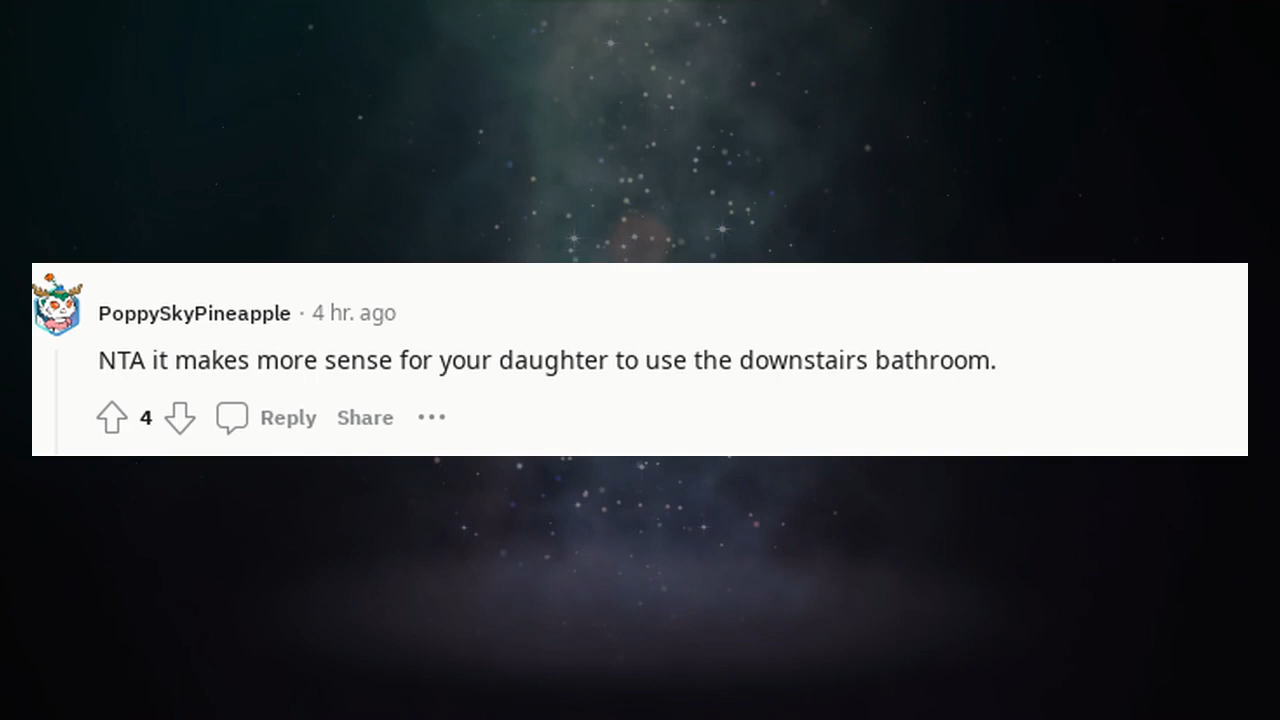 PoppySkyPineapple · 4 hr. ago
NTA it makes more sense for your daughter to use the downstairs bathroom.
4 Reply Share ···